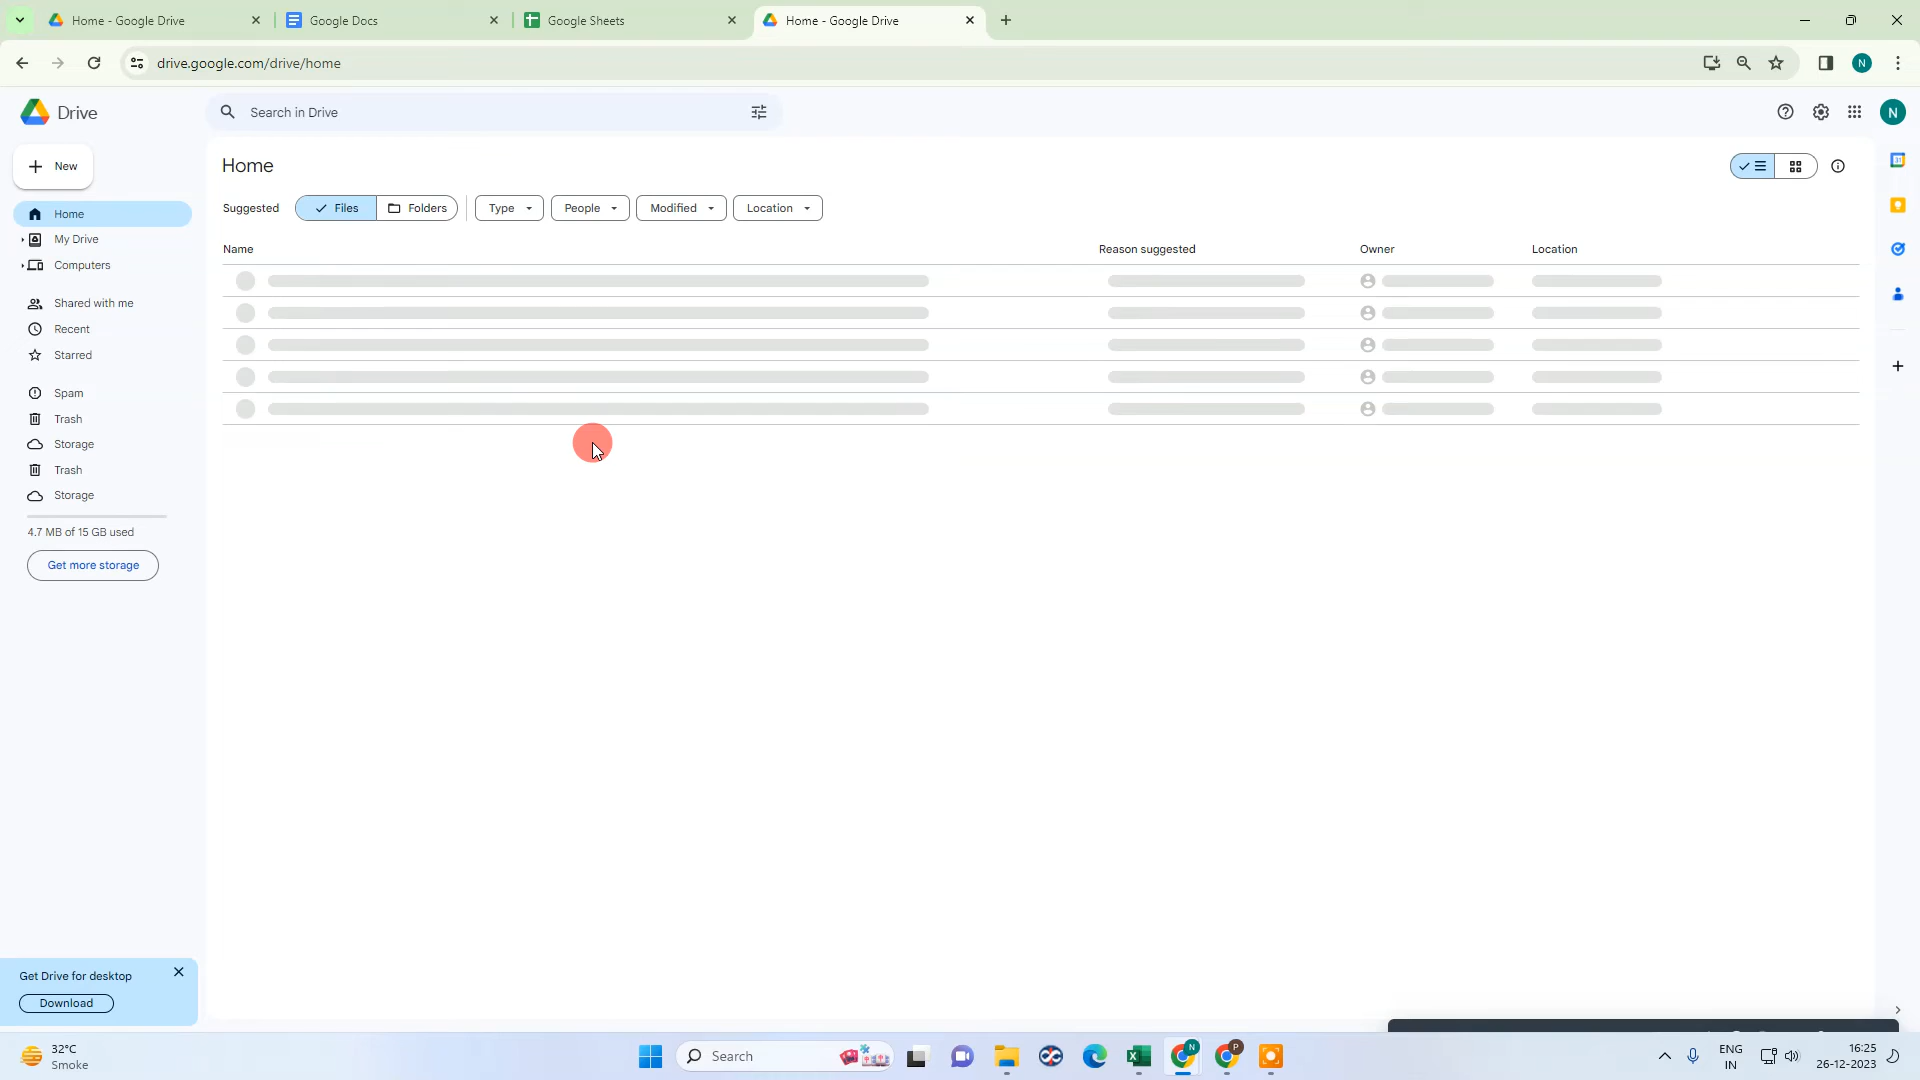 Home - Google Drive
Google Docs
Google Sheets
Home - Google Drive
drive.google.com/drive/home
N
Drive
Search in Drive
N
New
Home
My Drive
Computers
Shared with me
Recent
Starred
Spam
Trash
Storage
Trash
Storage
4.7 MB of 15 GB used
Get more storage
Home
Suggested
Files
Folders
Type
People
Modified
Location
Name
Reason suggested
Owner
Location
31
Get Drive for desktop
Download
32°C
Smoke
Search
N
P
ENG
IN
16:25
26-12-2023